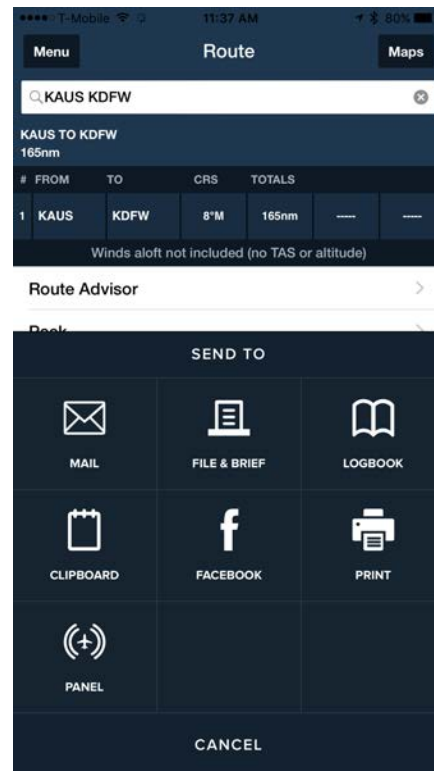 T-Mobile 11:37 AM 80%
Menu Route Maps
KAUS KDFW
KAUS TO KDFW
165nm
# FROM TO CRS TOTALS
1 KAUS KDFW 8°M 165nm ----- -----
Winds aloft not included (no TAS or altitude)
Route Advisor
SEND TO
MAIL FILE & BRIEF LOGBOOK
CLIPBOARD FACEBOOK PRINT
PANEL
CANCEL